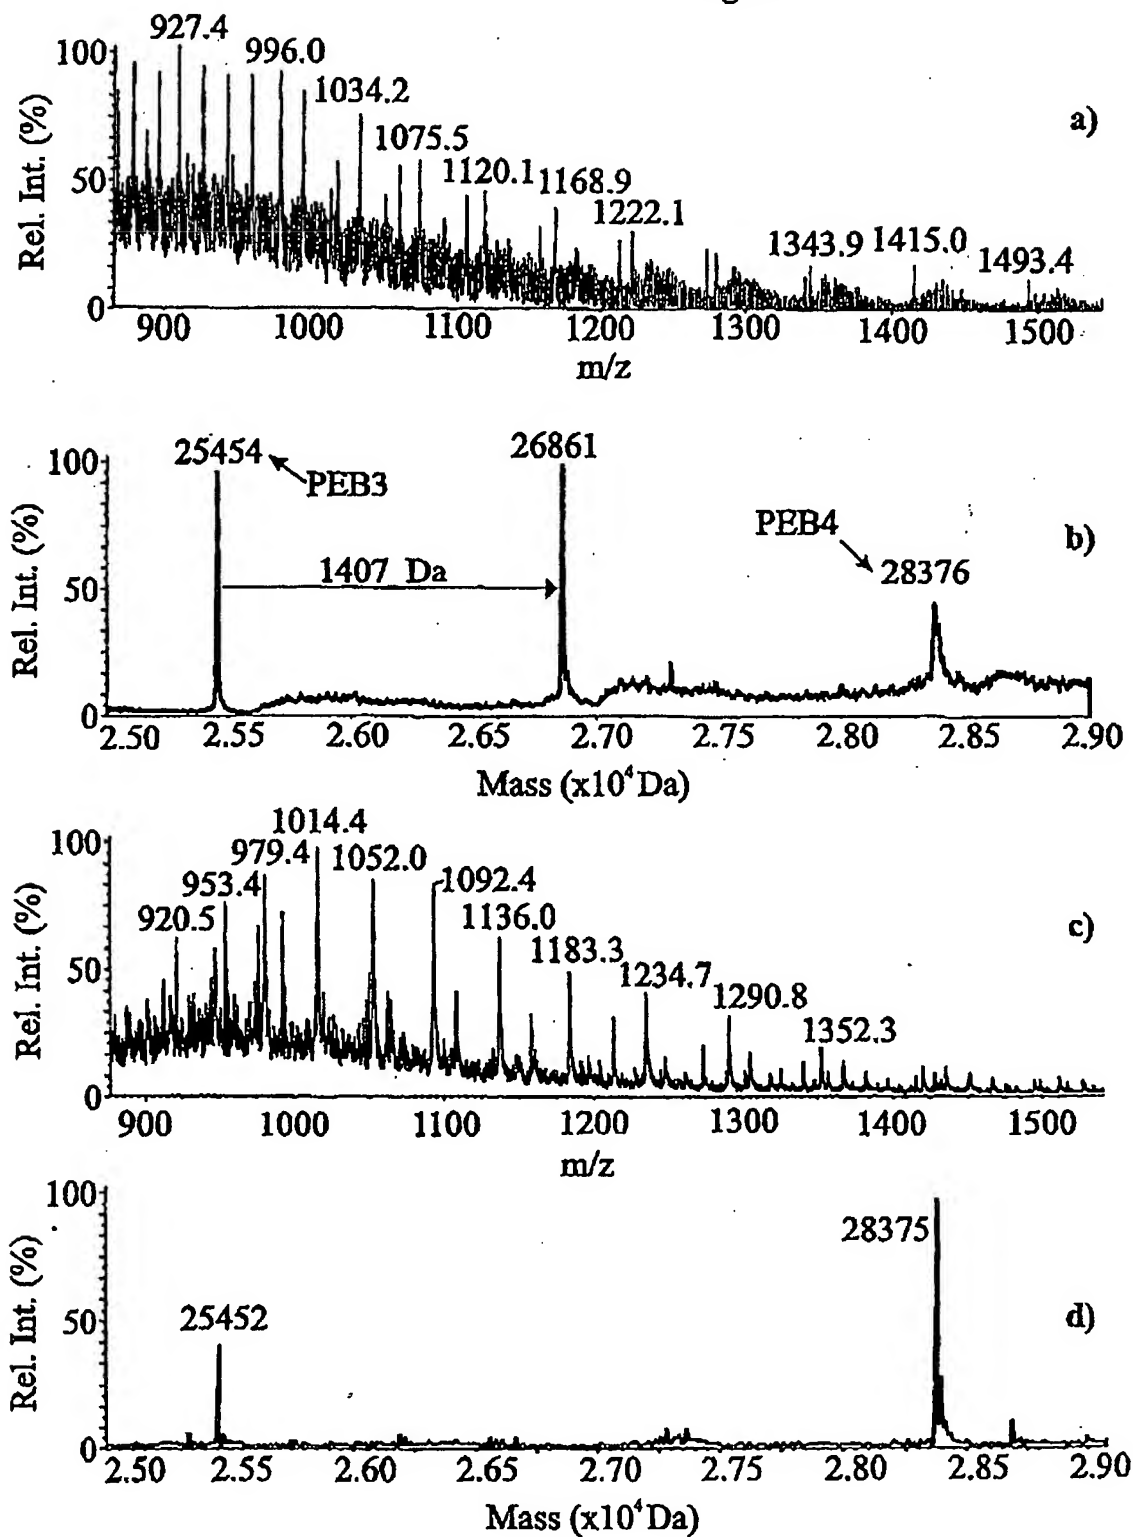 927.4
996.0
1034.2
1075.5
1120.1 1168.9
1222.1
1343.9 1415.0
1493.4
a)
Rel. Int. (%)
100
50
0
900 1000 1100 1200 1300 1400 1500
m/z
25454
PEB3
26861
1407 Da
PEB4
28376
b)
Rel. Int. (%)
100
50
0
2.50 2.55 2.60 2.65 2.70 2.75 2.80 2.85 2.90
Mass (x10⁴Da)
1014.4
979.4 1052.0
953.4 1092.4
920.5 1136.0
1183.3
1234.7
1290.8
1352.3
c)
Rel. Int. (%)
100
50
0
900 1000 1100 1200 1300 1400 1500
m/z
25452
28375
d)
Rel. Int. (%)
100
50
0
2.50 2.55 2.60 2.65 2.70 2.75 2.80 2.85 2.90
Mass (x10⁴Da)